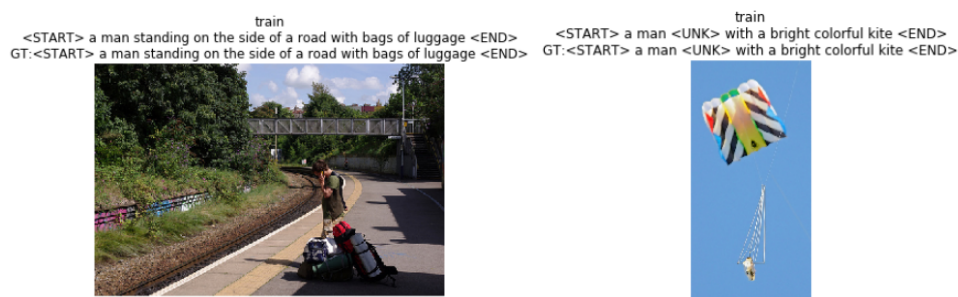 train
<START> a man standing on the side of a road with bags of luggage <END>
GT:<START> a man standing on the side of a road with bags of luggage <END>
train
<START> a man <UNK> with a bright colorful kite <END>
GT:<START> a man <UNK> with a bright colorful kite <END>